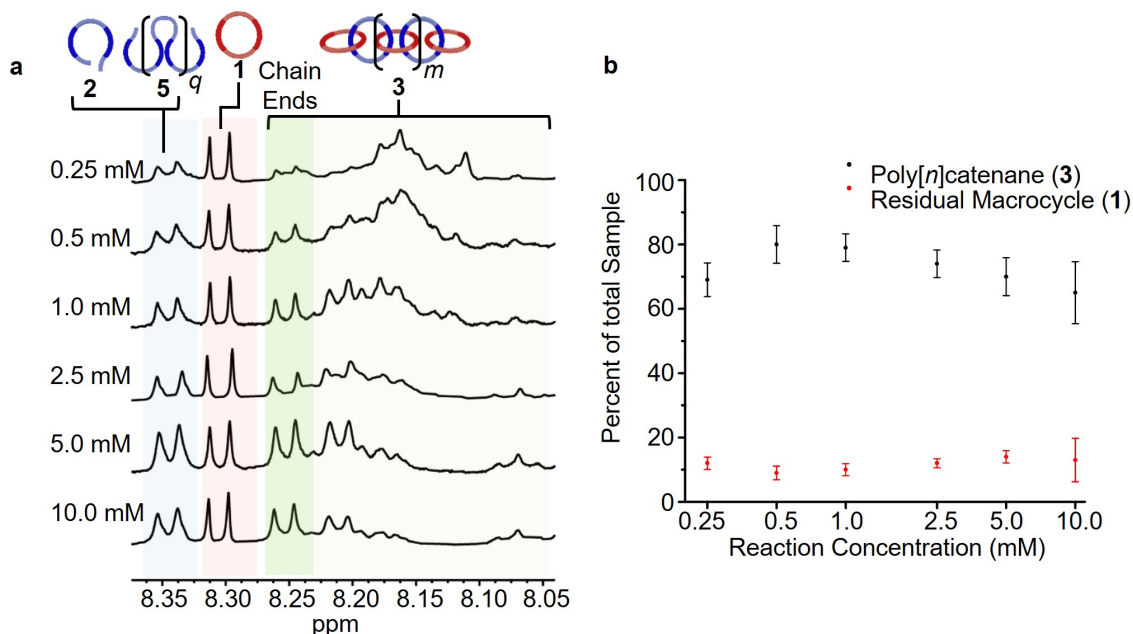 a
2
5
q
1
Chain
Ends
3
m
0.25 mM
0.5 mM
1.0 mM
2.5 mM
5.0 mM
10.0 mM
8.35 8.30 8.25 8.20 8.15 8.10 8.05
ppm
b
Poly[n]catenane (3)
Residual Macrocycle (1)
Percent of total Sample
100
80
60
40
20
0
0.25 0.5 1.0 2.5 5.0 10.0
Reaction Concentration (mM)